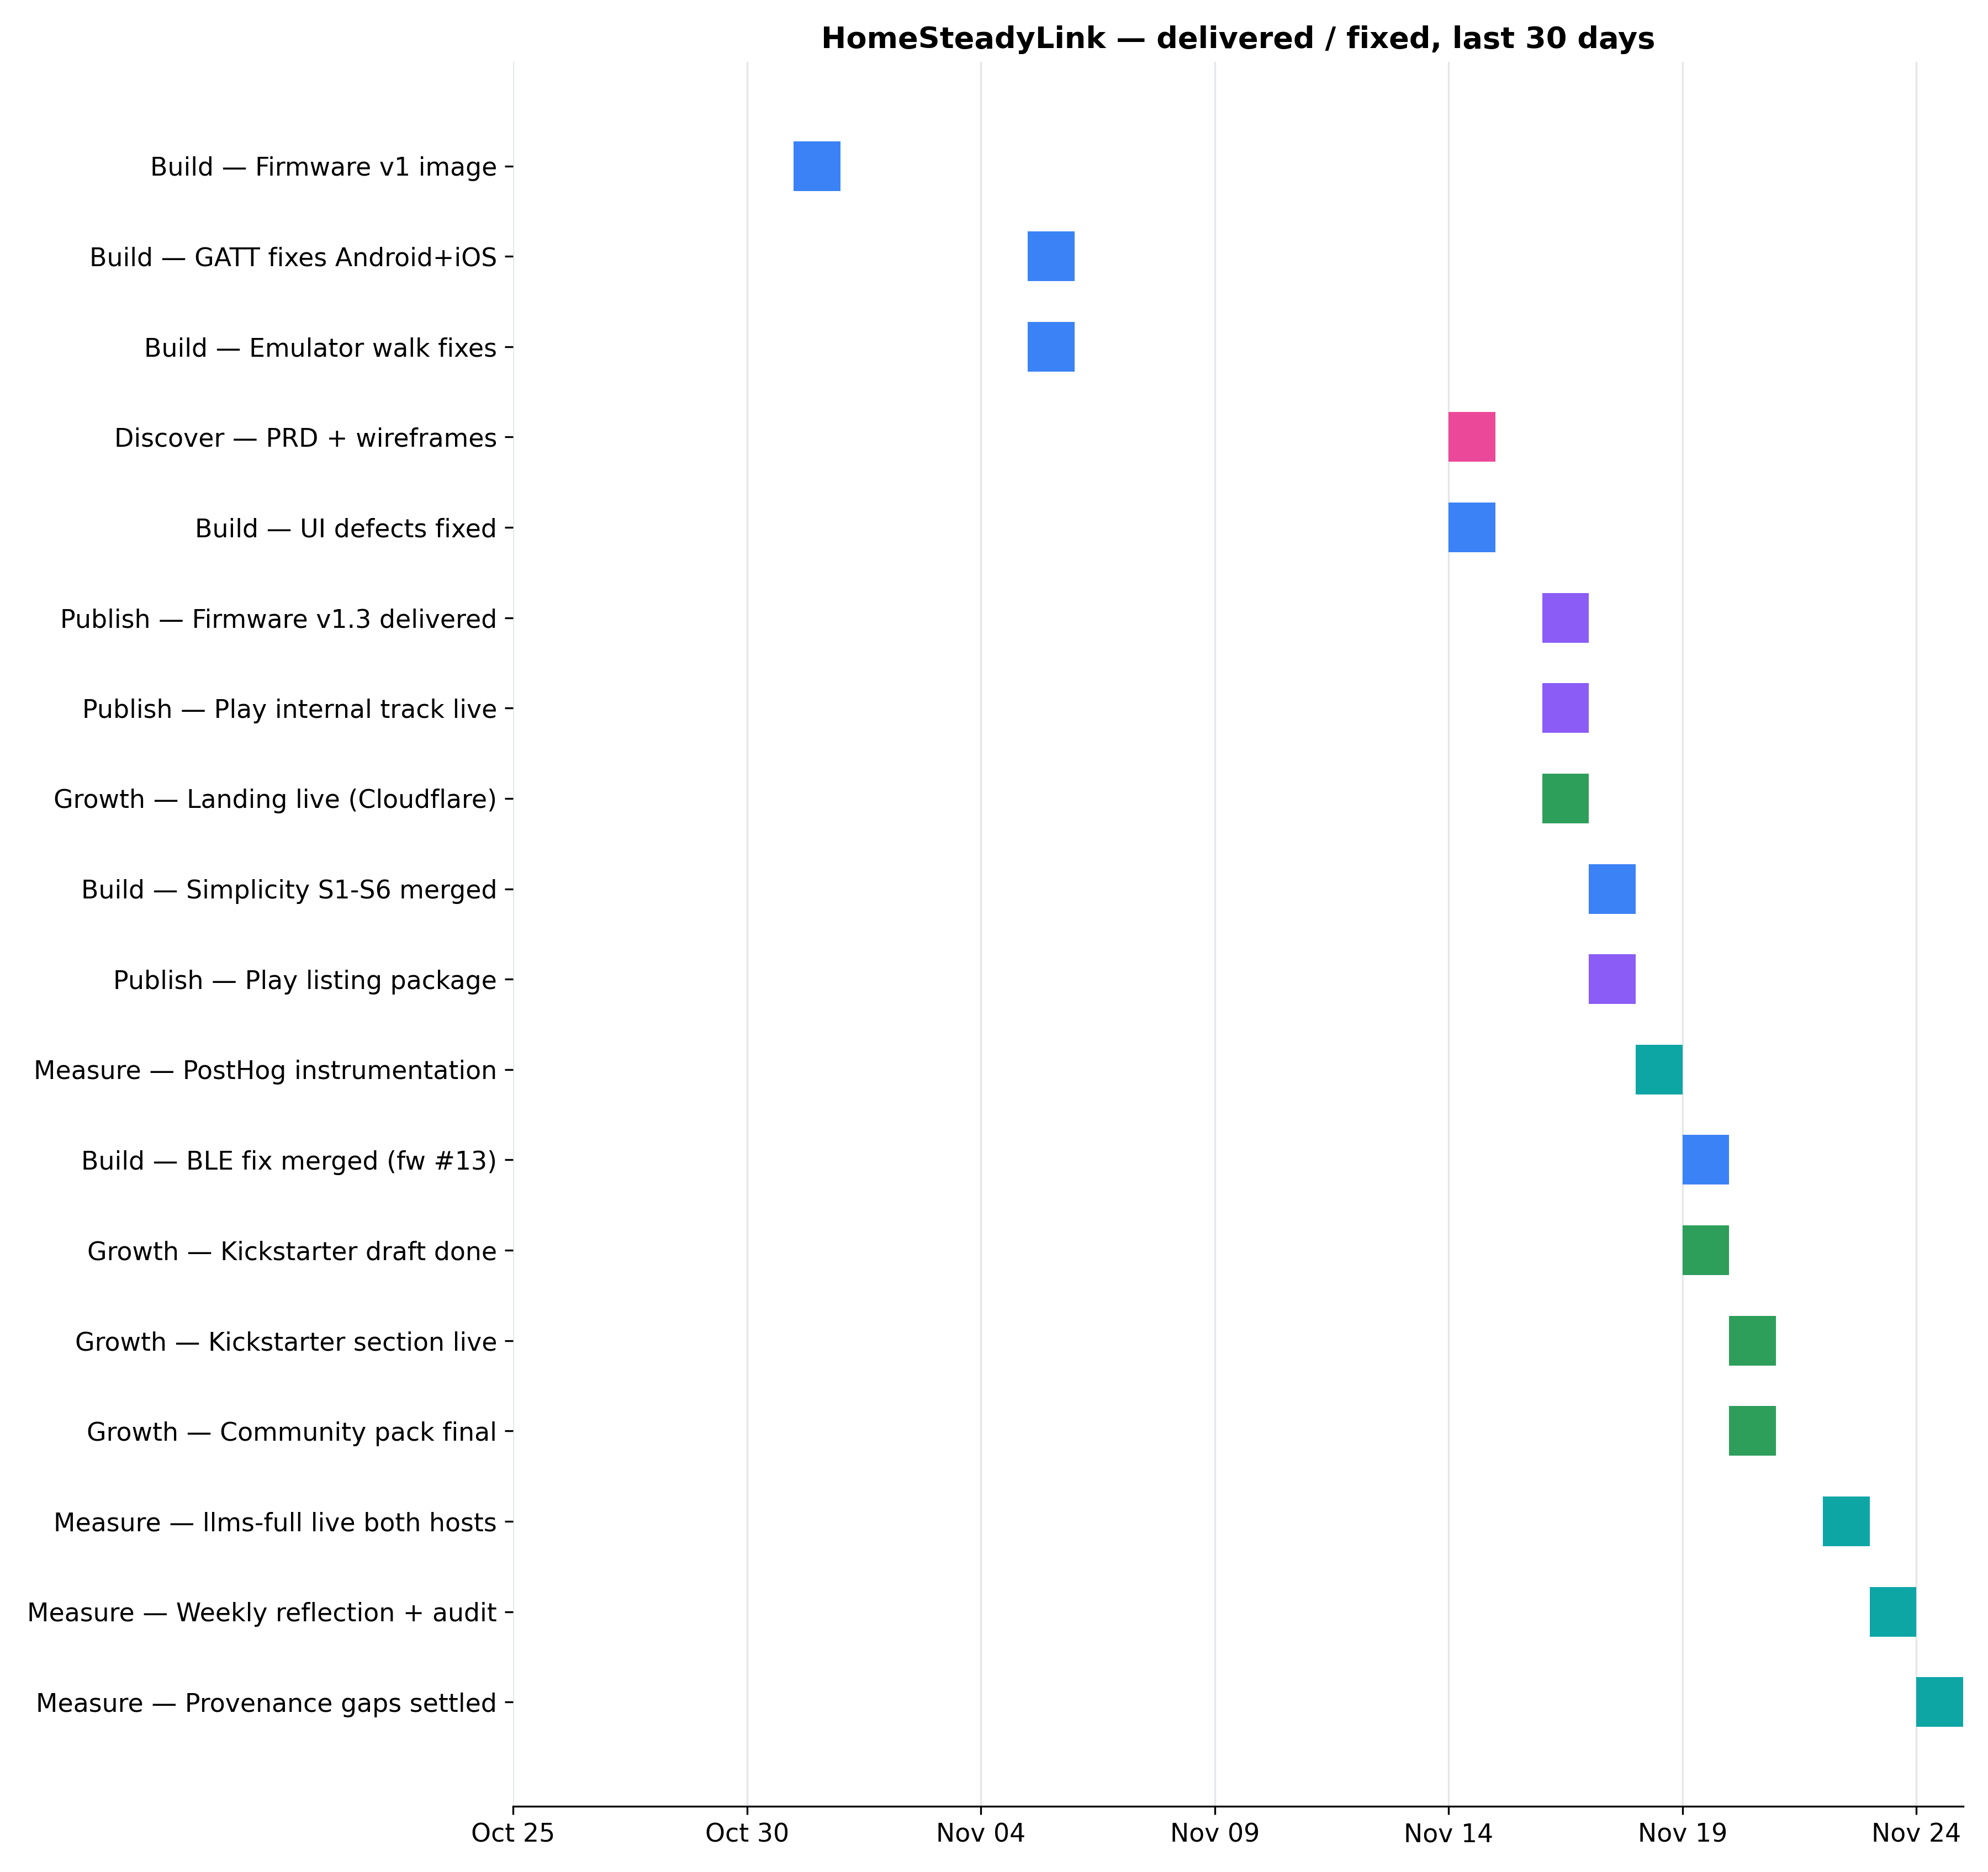 HomeSteadyLink — delivered / fixed, last 30 days
Build — Firmware v1 image
Build — GATT fixes Android+iOS
Build — Emulator walk fixes
Discover — PRD + wireframes
Build — UI defects fixed
Publish — Firmware v1.3 delivered
Publish — Play internal track live
Growth — Landing live (Cloudflare)
Build — Simplicity S1-S6 merged
Publish — Play listing package
Measure — PostHog instrumentation
Build — BLE fix merged (fw #13)
Growth — Kickstarter draft done
Growth — Kickstarter section live
Growth — Community pack final
Measure — llms-full live both hosts
Measure — Weekly reflection + audit
Measure — Provenance gaps settled
Oct 25 Oct 30 Nov 04 Nov 09 Nov 14 Nov 19 Nov 24